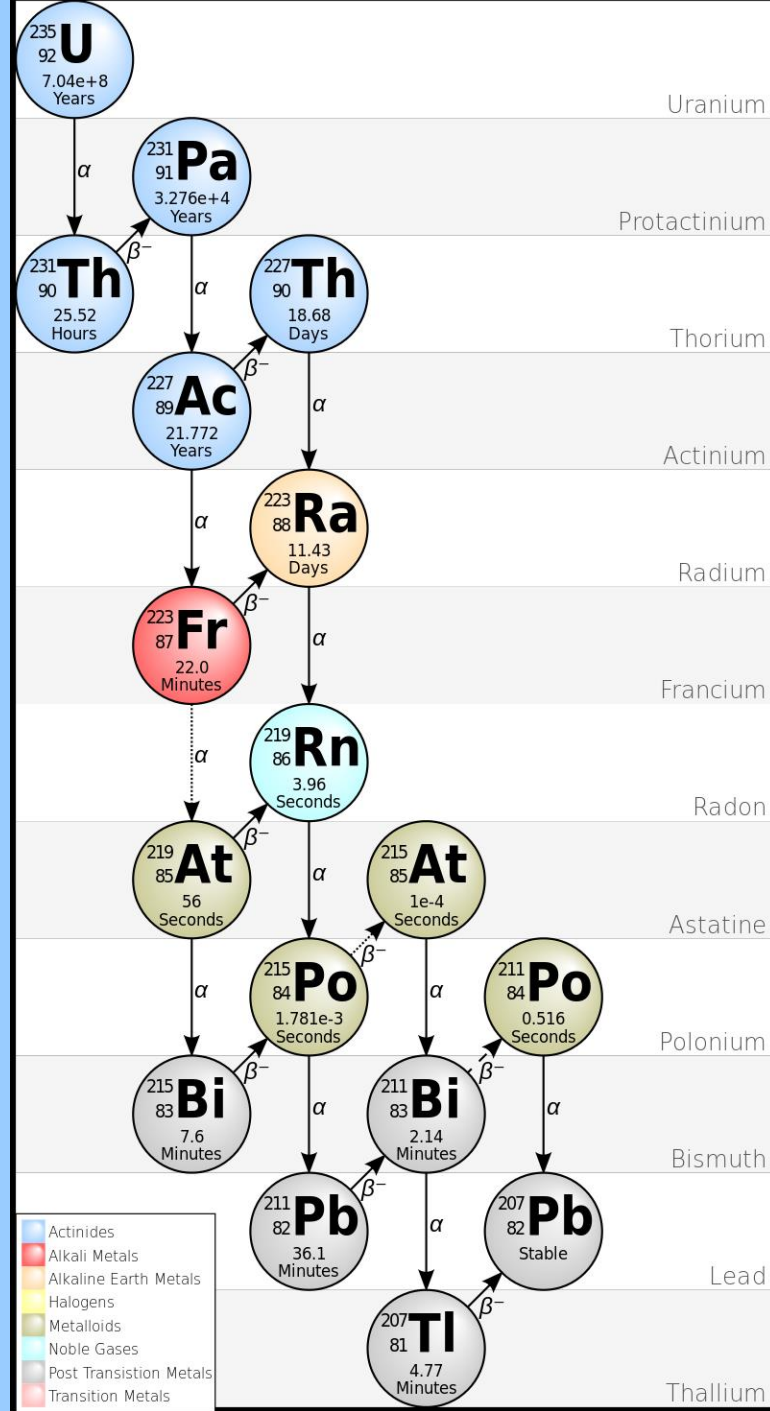 235
92 U
7.04e+8
Years
Uranium
α
231
91 Pa
3.276e+4
Years
Protactinium
β⁻
231
90 Th
25.52
Hours
α
227
90 Th
18.68
Days
Thorium
β⁻
227
89 Ac
21.772
Years
α
Actinium
α
223
88 Ra
11.43
Days
Radium
β⁻
223
87 Fr
22.0
Minutes
α
Francium
α
219
86 Rn
3.96
Seconds
Radon
β⁻
219
85 At
56
Seconds
α
215
85 At
1e-4
Seconds
Astatine
β⁻
α
215
84 Po
1.781e-3
Seconds
α
211
84 Po
0.516
Seconds
Polonium
β⁻
β⁻
215
83 Bi
7.6
Minutes
α
211
83 Bi
2.14
Minutes
α
Bismuth
β⁻
211
82 Pb
36.1
Minutes
α
207
82 Pb
Stable
Lead
β⁻
207
81 Tl
4.77
Minutes
Thallium
Actinides
Alkali Metals
Alkaline Earth Metals
Halogens
Metalloids
Noble Gases
Post Transistion Metals
Transition Metals